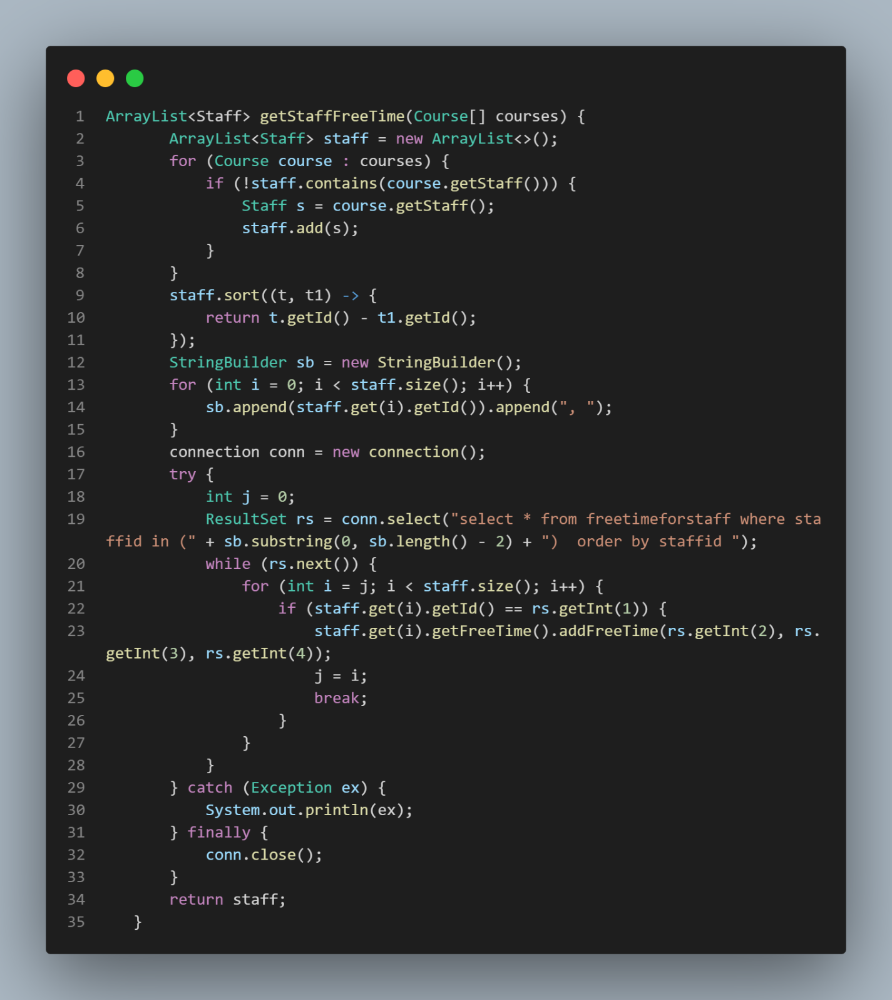 1 ArrayList<Staff> getStaffFreeTime(Course[] courses) {
2 ArrayList<Staff> staff = new ArrayList<>();
3 for (Course course : courses) {
4 if (!staff.contains(course.getStaff())) {
5 Staff s = course.getStaff();
6 staff.add(s);
7 }
8 }
9 staff.sort((t, t1) -> {
10 return t.getId() - t1.getId();
11 });
12 StringBuilder sb = new StringBuilder();
13 for (int i = 0; i < staff.size(); i++) {
14 sb.append(staff.get(i).getId()).append(", ");
15 }
16 connection conn = new connection();
17 try {
18 int j = 0;
19 ResultSet rs = conn.select("select * from freetimeforstaff where sta
ffid in (" + sb.substring(0, sb.length() - 2) + ")  order by staffid ");
20 while (rs.next()) {
21 for (int i = j; i < staff.size(); i++) {
22 if (staff.get(i).getId() == rs.getInt(1)) {
23 staff.get(i).getFreeTime().addFreeTime(rs.getInt(2), rs.
getInt(3), rs.getInt(4));
24 j = i;
25 break;
26 }
27 }
28 }
29 } catch (Exception ex) {
30 System.out.println(ex);
31 } finally {
32 conn.close();
33 }
34 return staff;
35 }